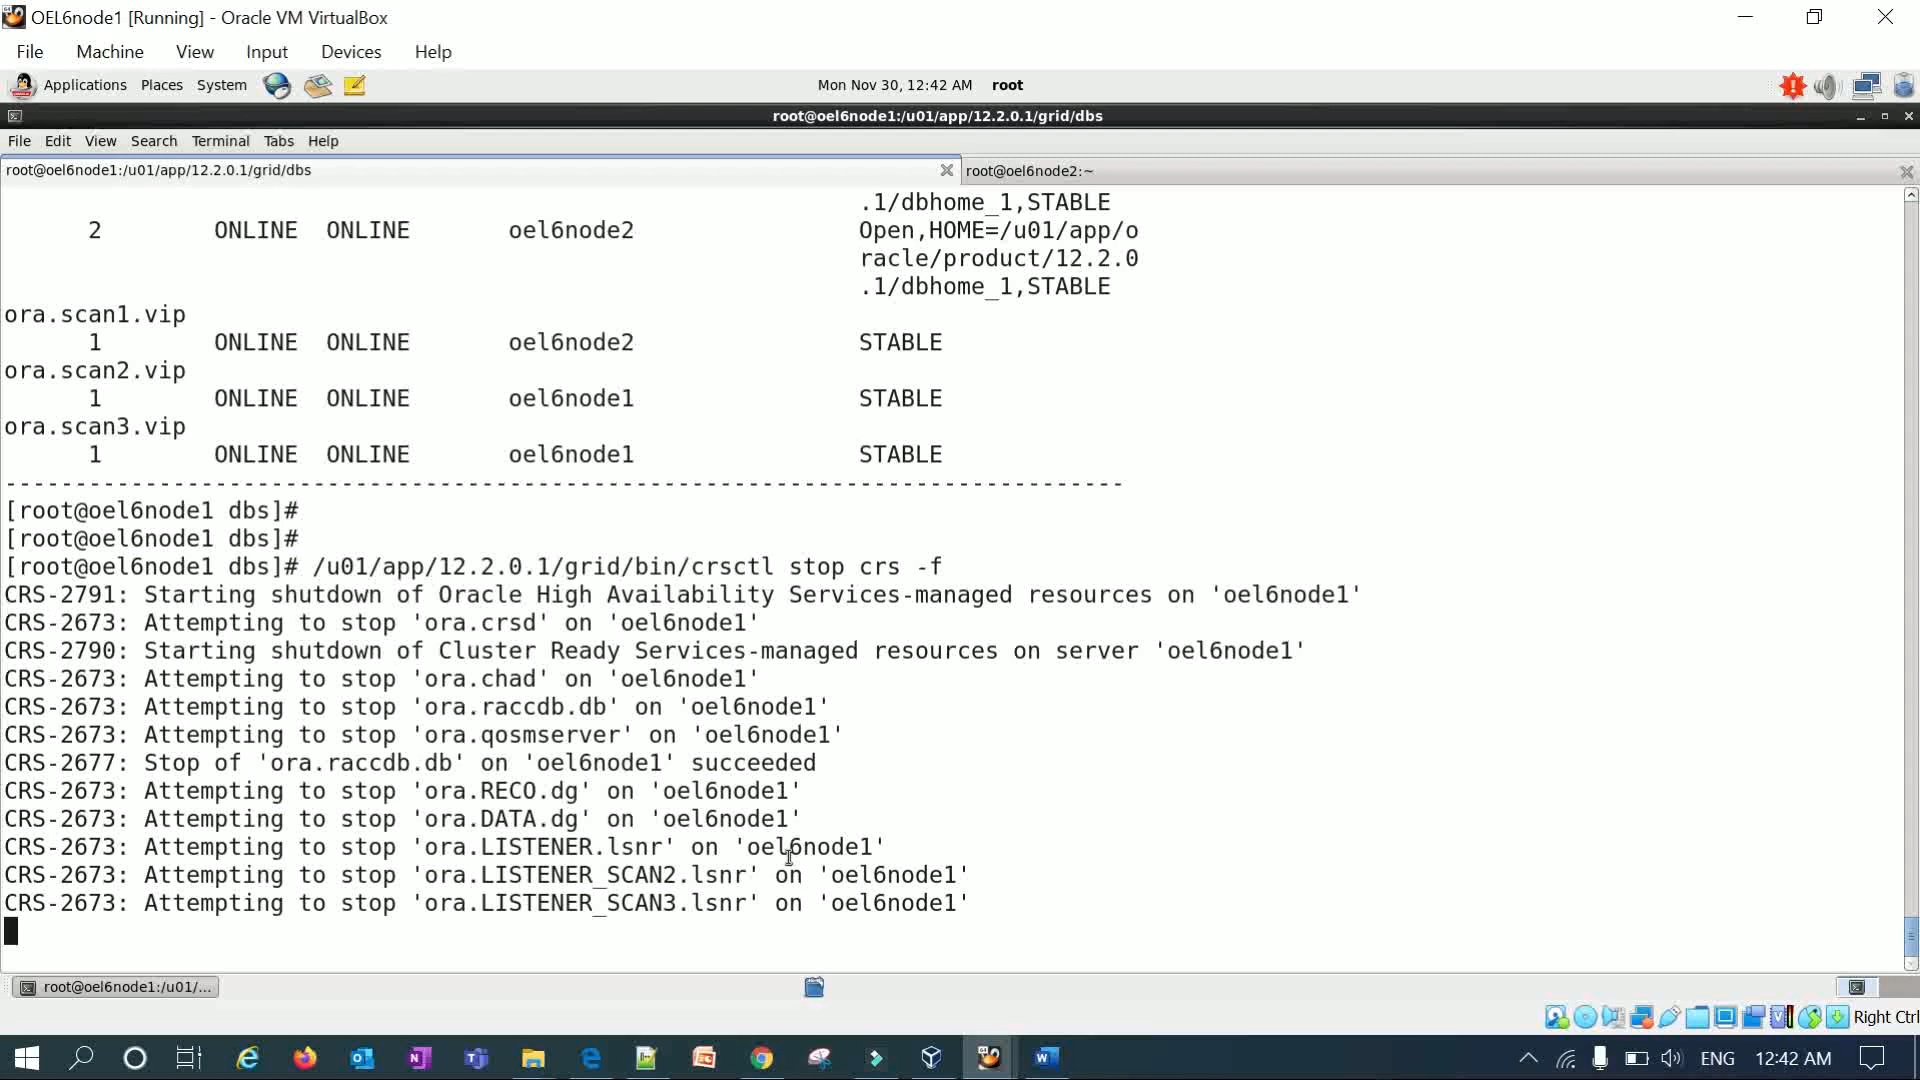 OEL6node1 [Running] - Oracle VM VirtualBox
File Machine View Input Devices Help
Applications Places System Mon Nov 30, 12:42 AM root
root@oel6node1:/u01/app/12.2.0.1/grid/dbs
File Edit View Search Terminal Tabs Help
root@oel6node1:/u01/app/12.2.0.1/grid/dbs root@oel6node2:~
.1/dbhome_1,STABLE
2 ONLINE ONLINE oel6node2 Open,HOME=/u01/app/o
racle/product/12.2.0
.1/dbhome_1,STABLE
ora.scan1.vip
1 ONLINE ONLINE oel6node2 STABLE
ora.scan2.vip
1 ONLINE ONLINE oel6node1 STABLE
ora.scan3.vip
1 ONLINE ONLINE oel6node1 STABLE
--------------------------------------------------------------------------------
[root@oel6node1 dbs]#
[root@oel6node1 dbs]#
[root@oel6node1 dbs]# /u01/app/12.2.0.1/grid/bin/crsctl stop crs -f
CRS-2791: Starting shutdown of Oracle High Availability Services-managed resources on 'oel6node1'
CRS-2673: Attempting to stop 'ora.crsd' on 'oel6node1'
CRS-2790: Starting shutdown of Cluster Ready Services-managed resources on server 'oel6node1'
CRS-2673: Attempting to stop 'ora.chad' on 'oel6node1'
CRS-2673: Attempting to stop 'ora.raccdb.db' on 'oel6node1'
CRS-2673: Attempting to stop 'ora.qosmserver' on 'oel6node1'
CRS-2677: Stop of 'ora.raccdb.db' on 'oel6node1' succeeded
CRS-2673: Attempting to stop 'ora.RECO.dg' on 'oel6node1'
CRS-2673: Attempting to stop 'ora.DATA.dg' on 'oel6node1'
CRS-2673: Attempting to stop 'ora.LISTENER.lsnr' on 'oel6node1'
CRS-2673: Attempting to stop 'ora.LISTENER_SCAN2.lsnr' on 'oel6node1'
CRS-2673: Attempting to stop 'ora.LISTENER_SCAN3.lsnr' on 'oel6node1'
root@oel6node1:/u01/...
Right Ctrl
ENG 12:42 AM